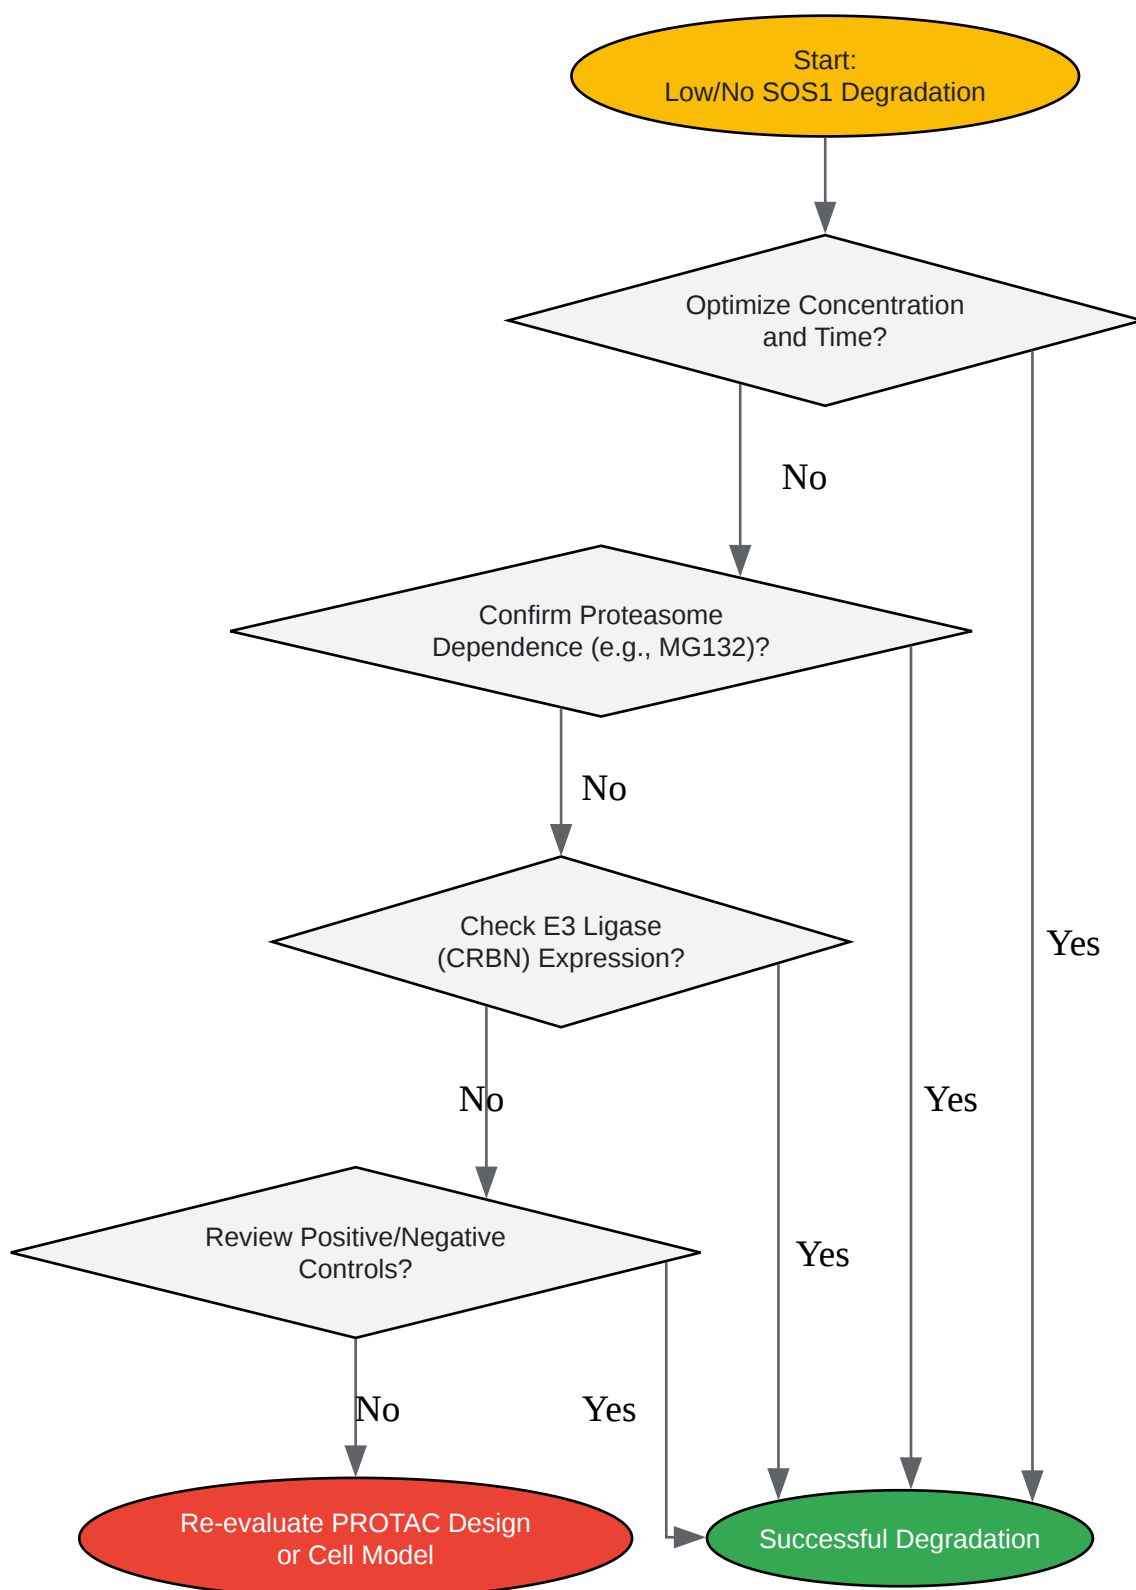 Start:
Low/No SOS1 Degradation
Optimize Concentration
and Time?
No
Confirm Proteasome
Dependence (e.g., MG132)?
No
Check E3 Ligase
(CRBN) Expression?
Yes
No
Yes
Review Positive/Negative
Controls?
Yes
No
Yes
Re-evaluate PROTAC Design
or Cell Model
Successful Degradation